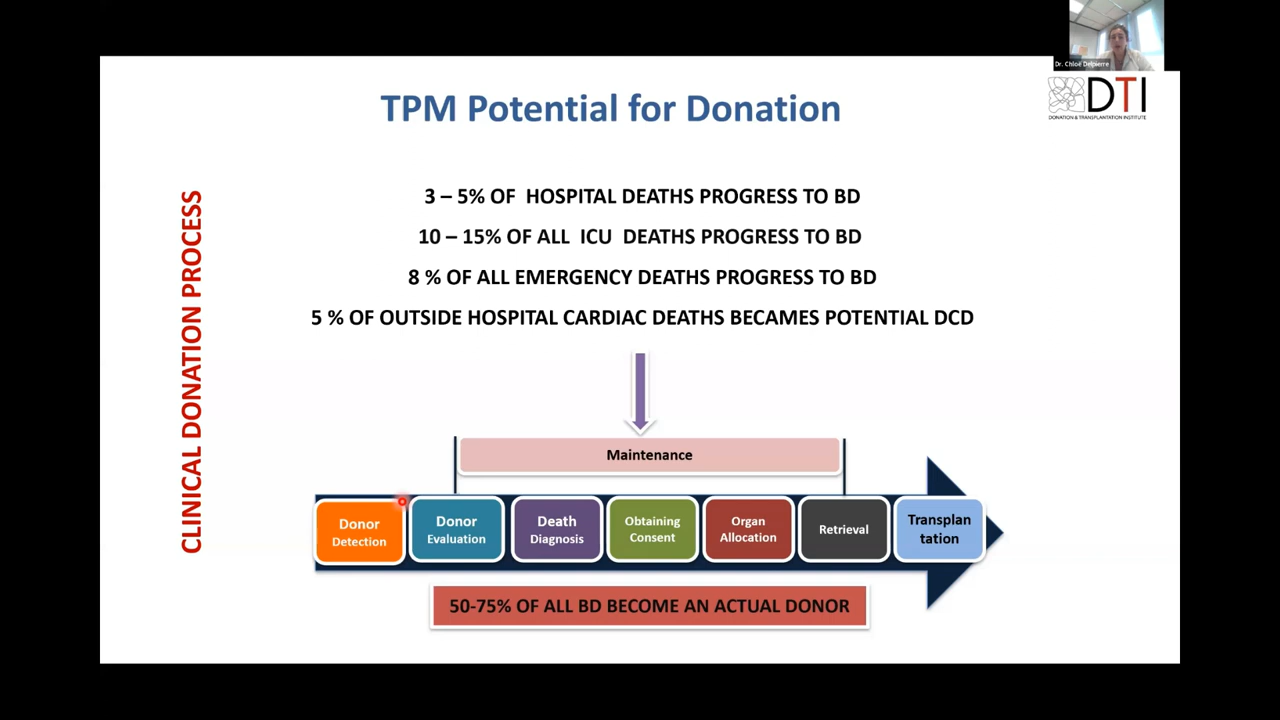 Dr. Chloë Delpierre
DTI
DONATION & TRANSPLANTATION INSTITUTE
TPM Potential for Donation
CLINICAL DONATION PROCESS
3 – 5% OF HOSPITAL DEATHS PROGRESS TO BD
10 – 15% OF ALL ICU DEATHS PROGRESS TO BD
8 % OF ALL EMERGENCY DEATHS PROGRESS TO BD
5 % OF OUTSIDE HOSPITAL CARDIAC DEATHS BECAMES POTENTIAL DCD
Maintenance
Donor
Detection
Donor
Evaluation
Death
Diagnosis
Obtaining
Consent
Organ
Allocation
Retrieval
Transplan
tation
50-75% OF ALL BD BECOME AN ACTUAL DONOR